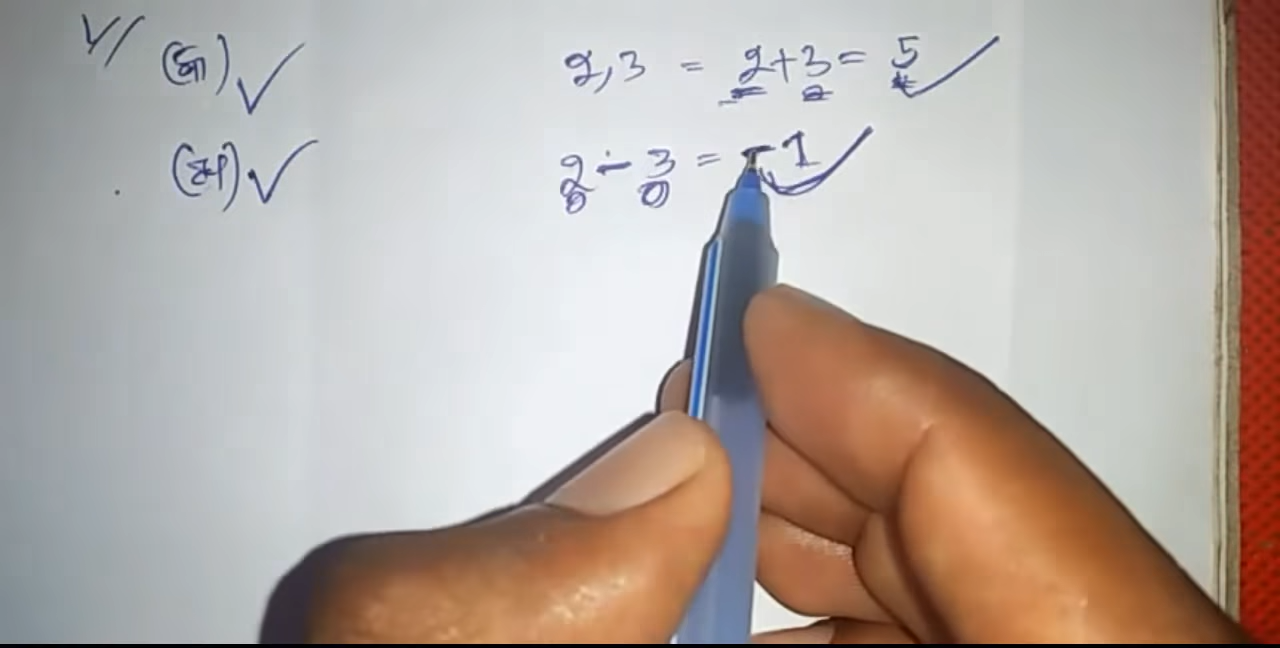 (क) ✓ 2,3 = 2+3 = 5 ✓
✓ 2 - 3 = -1 ✓